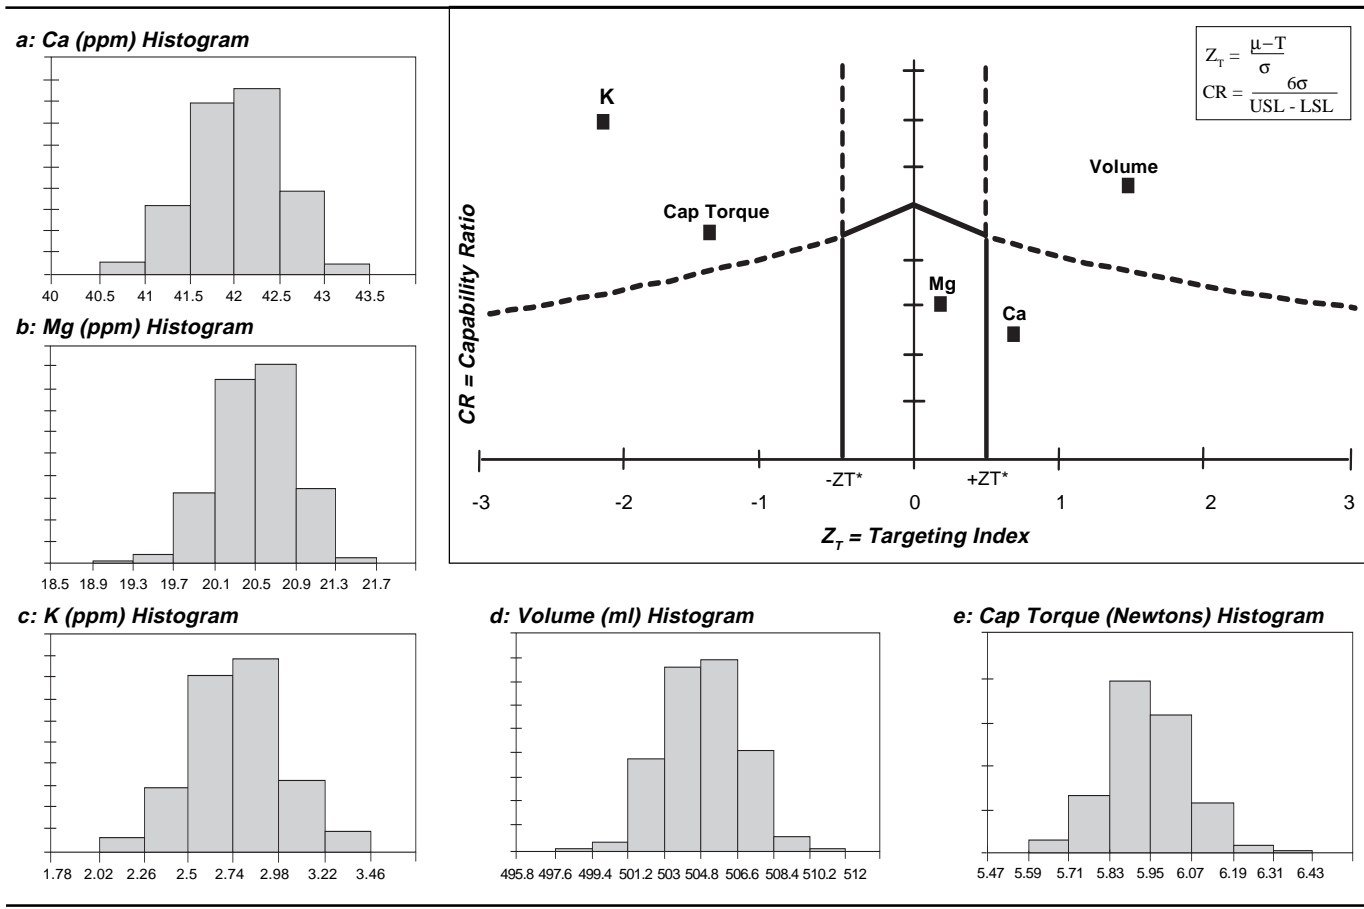 a: Ca (ppm) Histogram
40 40.5 41 41.5 42 42.5 43 43.5
b: Mg (ppm) Histogram
18.5 18.9 19.3 19.7 20.1 20.5 20.9 21.3 21.7
Z_T = μ–T / σ
CR = 6σ / USL - LSL
K
Volume
Cap Torque
Mg
Ca
CR = Capability Ratio
-ZT* +ZT*
-3 -2 -1 0 1 2 3
Z_T = Targeting Index
c: K (ppm) Histogram
1.78 2.02 2.26 2.5 2.74 2.98 3.22 3.46
d: Volume (ml) Histogram
495.8 497.6 499.4 501.2 503 504.8 506.6 508.4 510.2 512
e: Cap Torque (Newtons) Histogram
5.47 5.59 5.71 5.83 5.95 6.07 6.19 6.31 6.43